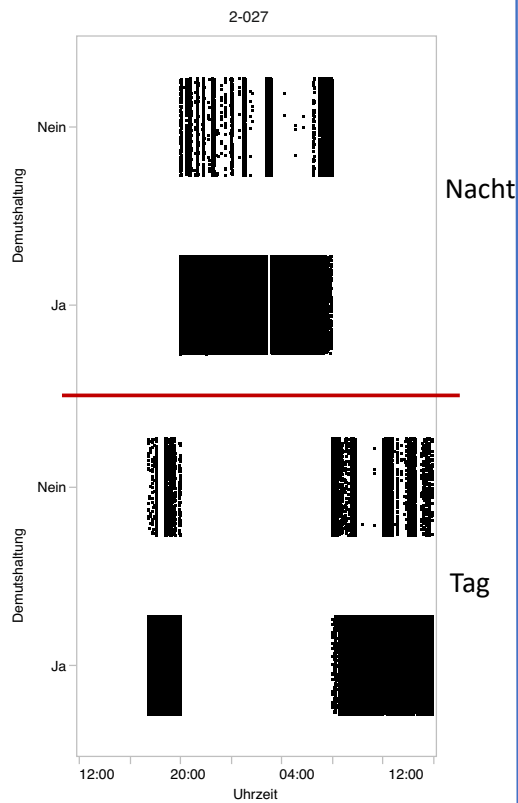 2-027
Nein
Demutshaltung
Nacht
Ja
Nein
Demutshaltung
Tag
Ja
12:00 20:00 04:00 12:00
Uhrzeit